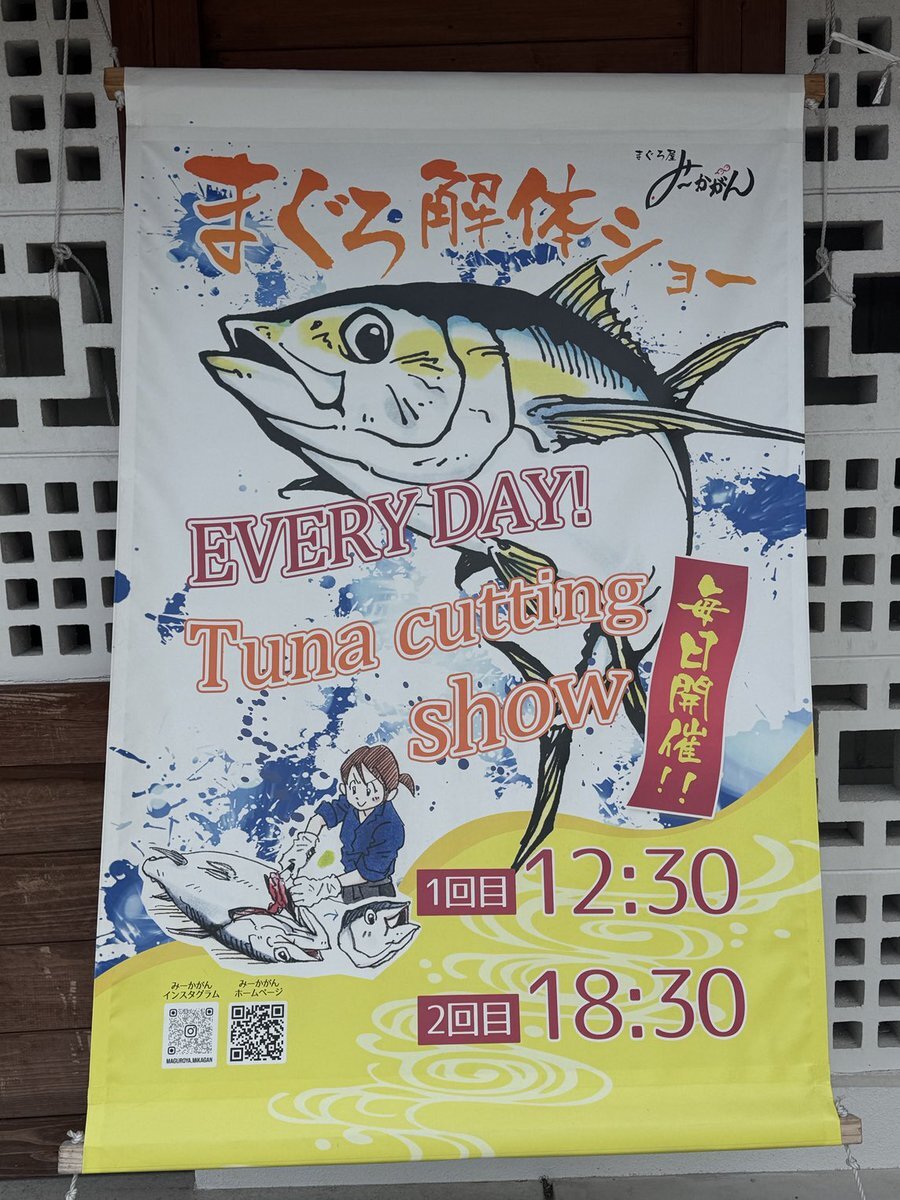 まぐろ屋
みーかがん
まぐろ解体ショー
EVERY DAY!
Tuna cutting
show
毎日開催!!
1回目 12:30
2回目 18:30
みーかがん
インスタグラム
MAGUROYA.MIKAGAN
みーかがん
ホームページ